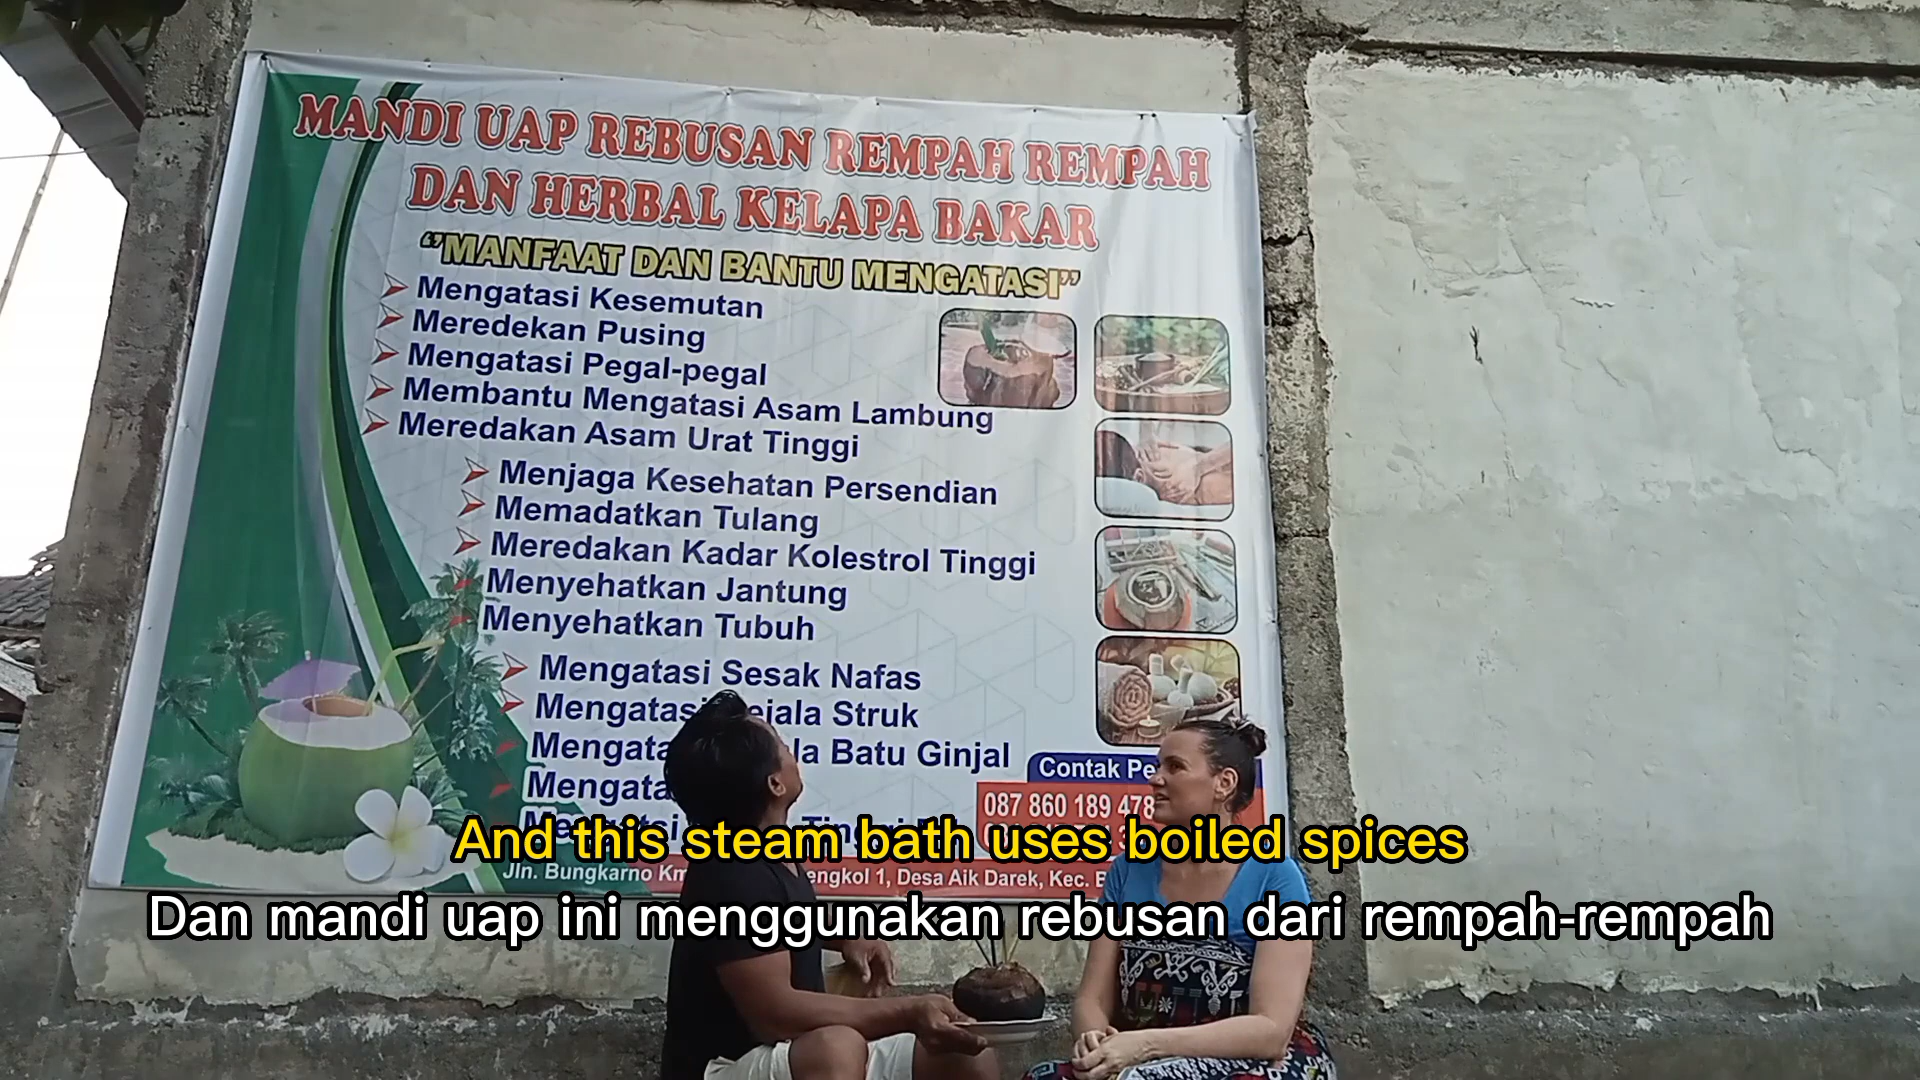 MANDI UAP REBUSAN REMPAH REMPAH
DAN HERBAL KELAPA BAKAR
"MANFAAT DAN BANTU MENGATASI"
Mengatasi Kesemutan
Meredekan Pusing
Mengatasi Pegal-pegal
Membantu Mengatasi Asam Lambung
Meredakan Asam Urat Tinggi
Menjaga Kesehatan Persendian
Memadatkan Tulang
Meredakan Kadar Kolestrol Tinggi
Menyehatkan Jantung
Menyehatkan Tubuh
Mengatasi Sesak Nafas
Mengatasi Struk
Batu Ginjal
Contak
087 860 189 478
Jln. Bungkarno 1, Desa Aik Darek, Kec.
And this steam bath uses boiled spices
Dan mandi uap ini menggunakan rebusan dari rempah-rempah